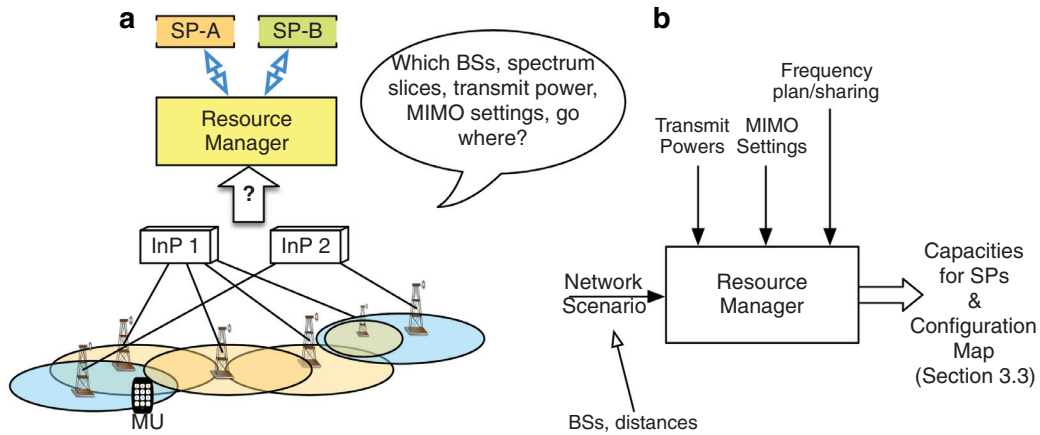 a
SP-A
SP-B
Resource
Manager
?
Which BSs, spectrum
slices, transmit power,
MIMO settings, go
where?
InP 1
InP 2
MU
b
Frequency
plan/sharing
Transmit
Powers
MIMO
Settings
Network
Scenario
Resource
Manager
Capacities
for SPs
&
Configuration
Map
(Section 3.3)
BSs, distances